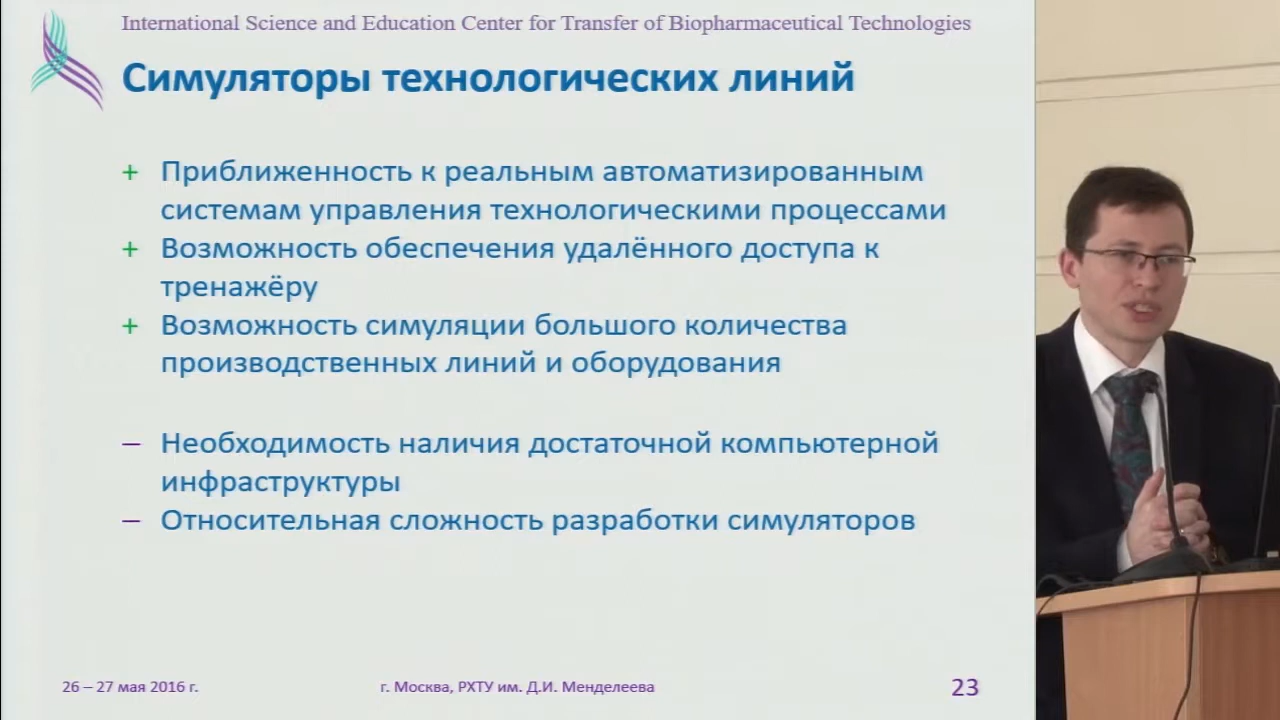 International Science and Education Center for Transfer of Biopharmaceutical Technologies
Симуляторы технологических линий
+ Приближенность к реальным автоматизированным
системам управления технологическими процессами
+ Возможность обеспечения удалённого доступа к
тренажёру
+ Возможность симуляции большого количества
производственных линий и оборудования
– Необходимость наличия достаточной компьютерной
инфраструктуры
– Относительная сложность разработки симуляторов
26 – 27 мая 2016 г.
г. Москва, РХТУ им. Д.И. Менделеева
23